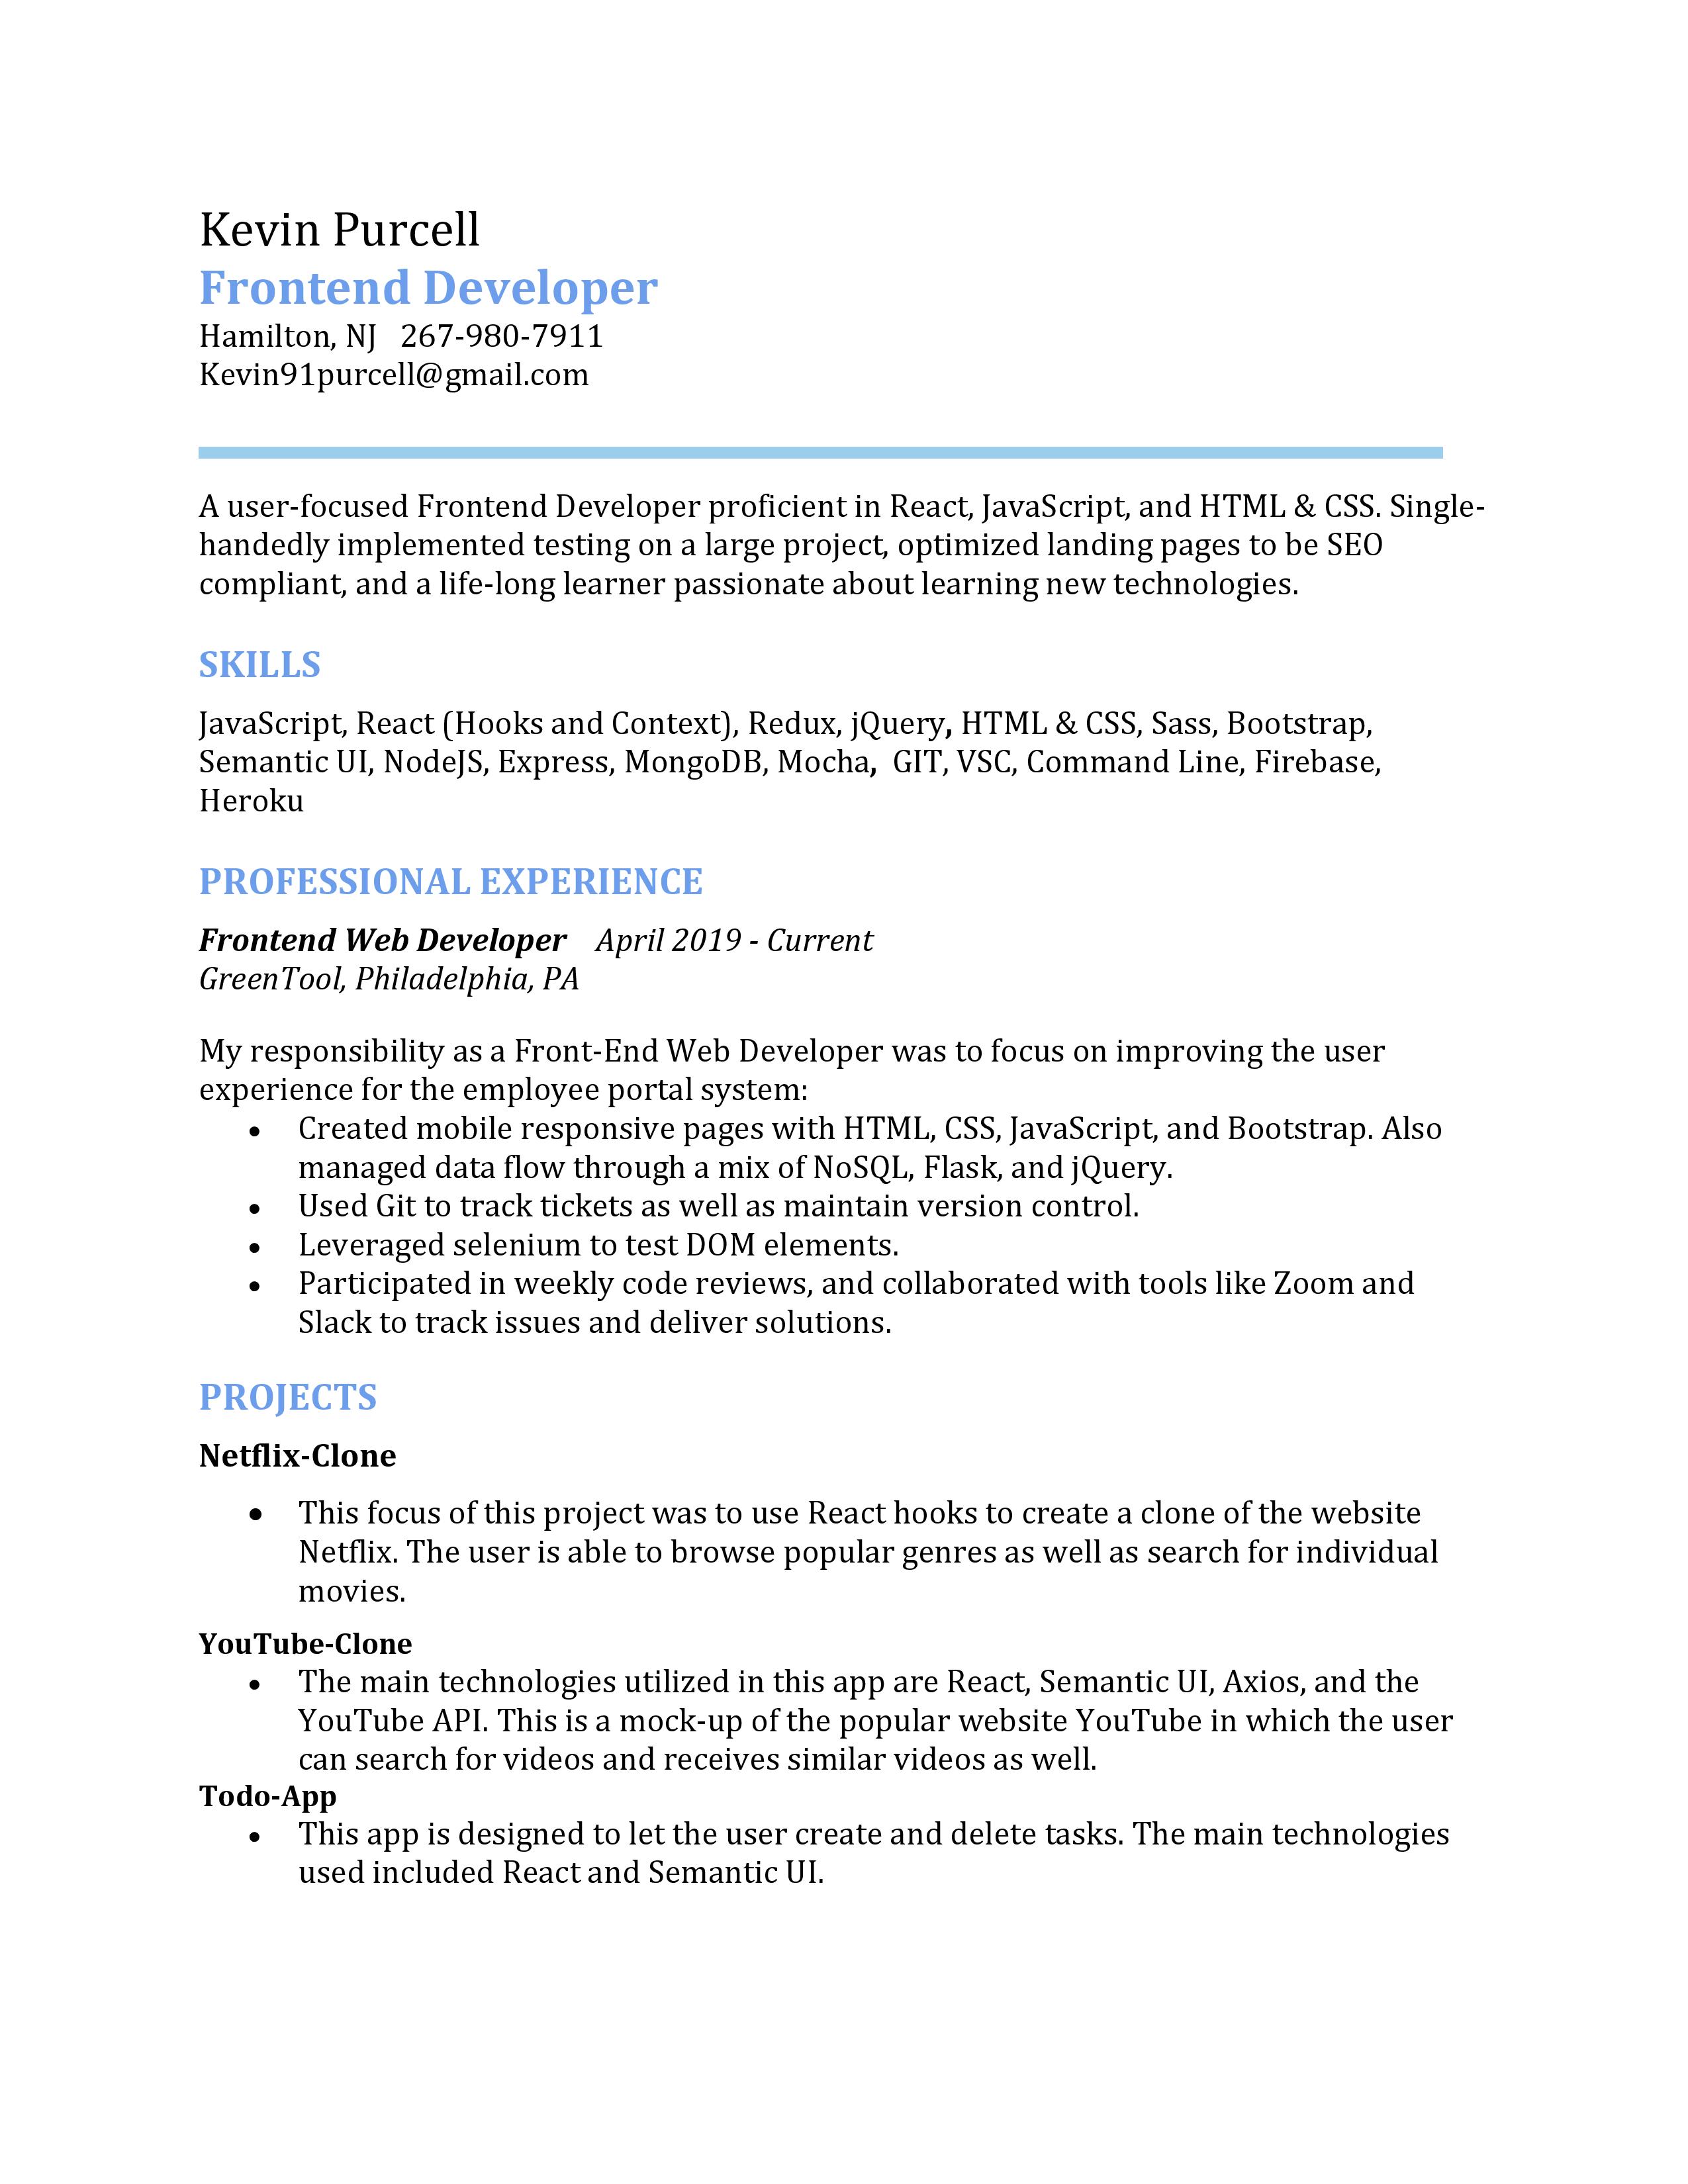 Kevin Purcell
Frontend Developer
Hamilton, NJ   267-980-7911
Kevin91purcell@gmail.com
A user-focused Frontend Developer proficient in React, JavaScript, and HTML & CSS. Single-
handedly implemented testing on a large project, optimized landing pages to be SEO
compliant, and a life-long learner passionate about learning new technologies.
SKILLS
JavaScript, React (Hooks and Context), Redux, jQuery, HTML & CSS, Sass, Bootstrap,
Semantic UI, NodeJS, Express, MongoDB, Mocha,  GIT, VSC, Command Line, Firebase,
Heroku
PROFESSIONAL EXPERIENCE
Frontend Web Developer   April 2019 - Current
GreenTool, Philadelphia, PA
My responsibility as a Front-End Web Developer was to focus on improving the user
experience for the employee portal system:
• Created mobile responsive pages with HTML, CSS, JavaScript, and Bootstrap. Also
managed data flow through a mix of NoSQL, Flask, and jQuery.
• Used Git to track tickets as well as maintain version control.
• Leveraged selenium to test DOM elements.
• Participated in weekly code reviews, and collaborated with tools like Zoom and
Slack to track issues and deliver solutions.
PROJECTS
Netflix-Clone
• This focus of this project was to use React hooks to create a clone of the website
Netflix. The user is able to browse popular genres as well as search for individual
movies.
YouTube-Clone
• The main technologies utilized in this app are React, Semantic UI, Axios, and the
YouTube API. This is a mock-up of the popular website YouTube in which the user
can search for videos and receives similar videos as well.
Todo-App
• This app is designed to let the user create and delete tasks. The main technologies
used included React and Semantic UI.